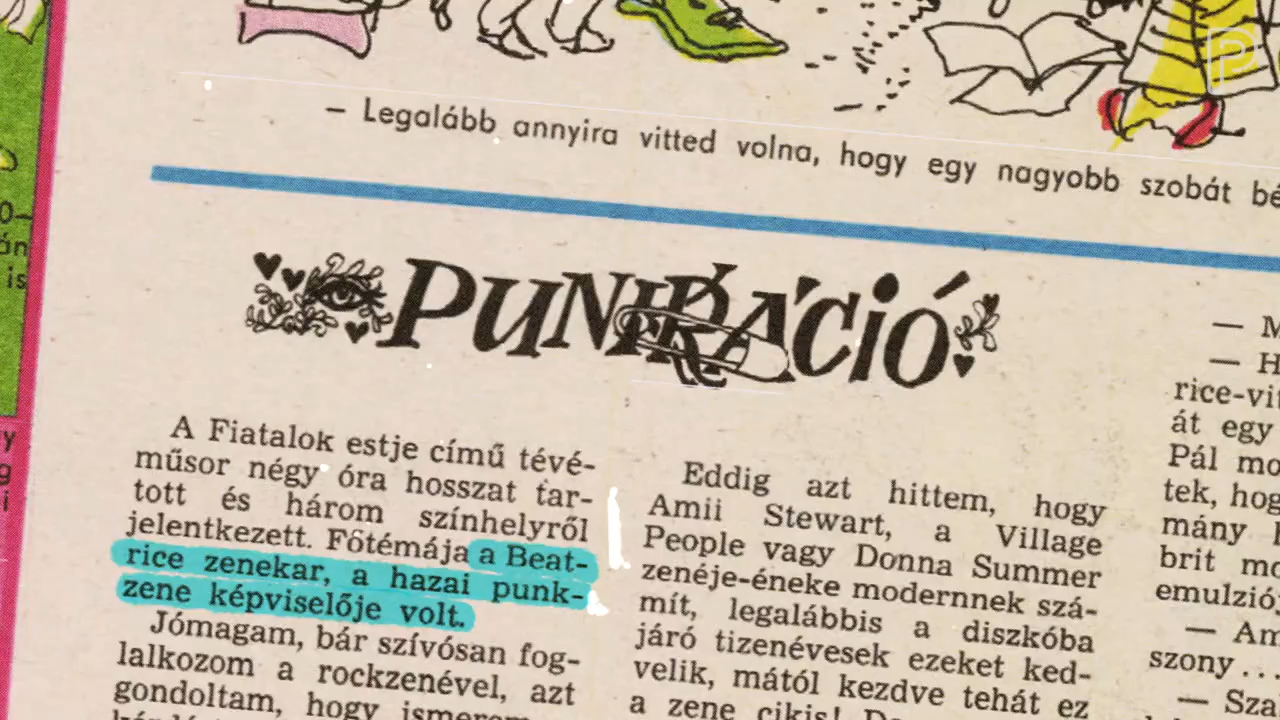 – Legalább annyira vitted volna, hogy egy nagyobb szobát
PUNKRÁCIÓ
A Fiatalok estje című tévé-
műsor négy óra hosszat tar-
tott és három színhelyről
jelentkezett. Főtémája a Beat-
rice zenekar, a hazai punk-
zene képviselője volt.
Jómagam, bár szívósan fog-
lalkozom a rockzenével, azt
gondoltam, hogy
Eddig azt hittem, hogy
Amii Stewart, a Village
People vagy Donna Summer
zenéje-éneke modernnek szá-
mít, legalábbis a diszkóba
járó tizenévesek ezeket ked-
velik, mától kezdve tehát ez
a zene cikis!
— M
— H
rice-vi
át egy
Pál mo
tek, hog
mány
brit mo
emulzió
— Am
szony...
— Sza